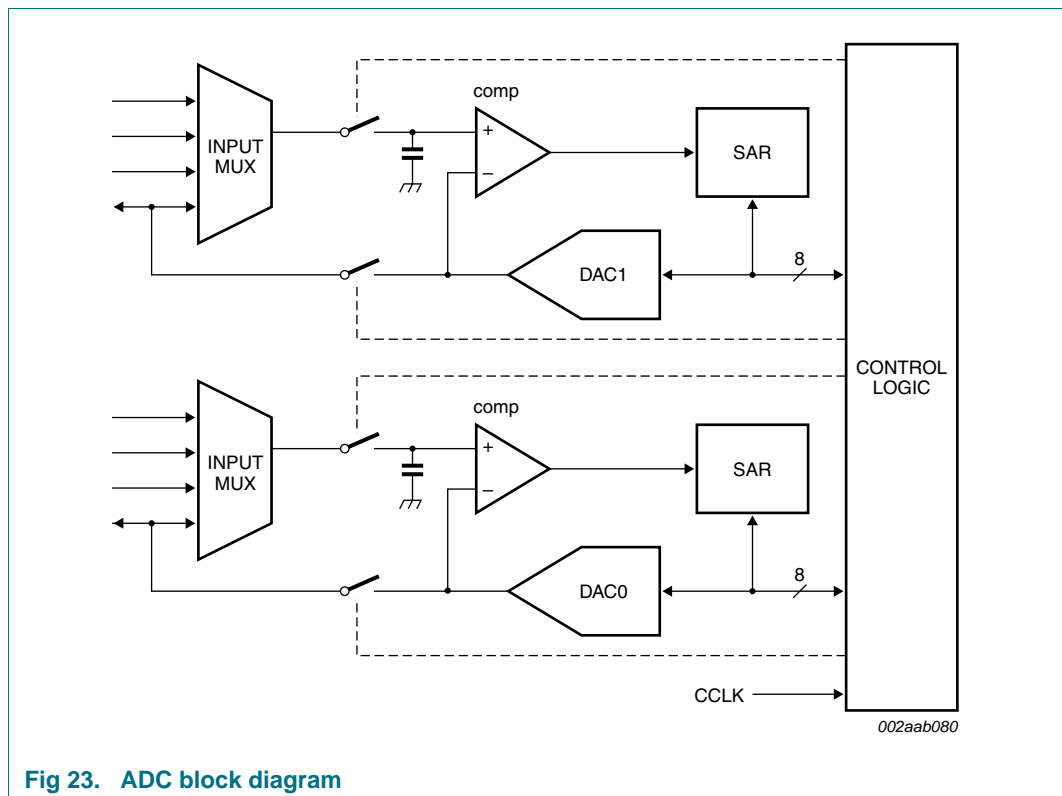 comp
INPUT
MUX
+
−
SAR
DAC1
8
CONTROL
LOGIC
comp
INPUT
MUX
+
−
SAR
DAC0
8
CCLK
002aab080
Fig 23. ADC block diagram